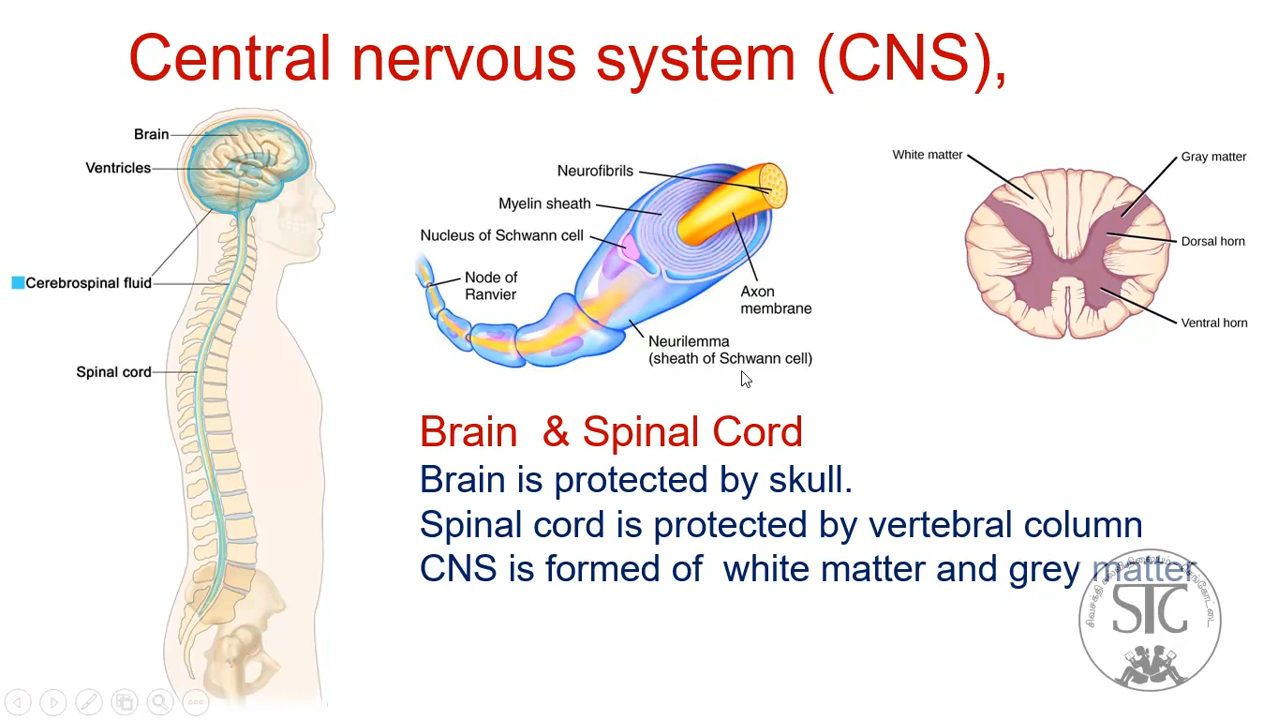 Central nervous system (CNS),
Brain
Ventricles
Cerebrospinal fluid
Spinal cord
Neurofibrils
Myelin sheath
Nucleus of Schwann cell
Node of
Ranvier
Axon
membrane
Neurilemma
(sheath of Schwann cell)
White matter
Gray matter
Dorsal horn
Ventral horn
Brain & Spinal Cord
Brain is protected by skull.
Spinal cord is protected by vertebral column
CNS is formed of white matter and grey matter
STC